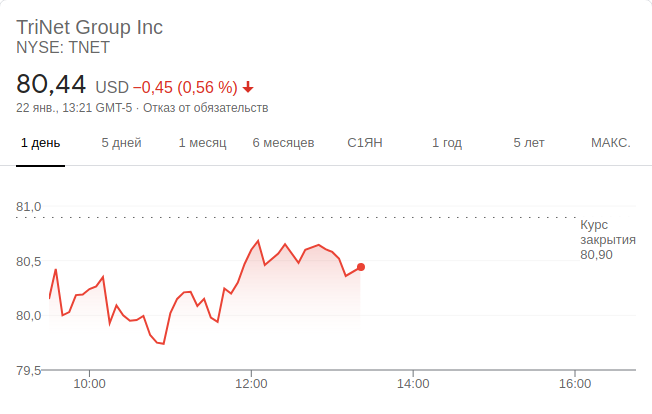 TriNet Group Inc
NYSE: TNET
80,44 USD −0,45 (0,56 %)
22 янв., 13:21 GMT-5 · Отказ от обязательств
1 день 5 дней 1 месяц 6 месяцев С1ЯН 1 год 5 лет МАКС.
81,0
Курс
закрытия
80,90
80,5
80,0
79,5
10:00 12:00 14:00 16:00